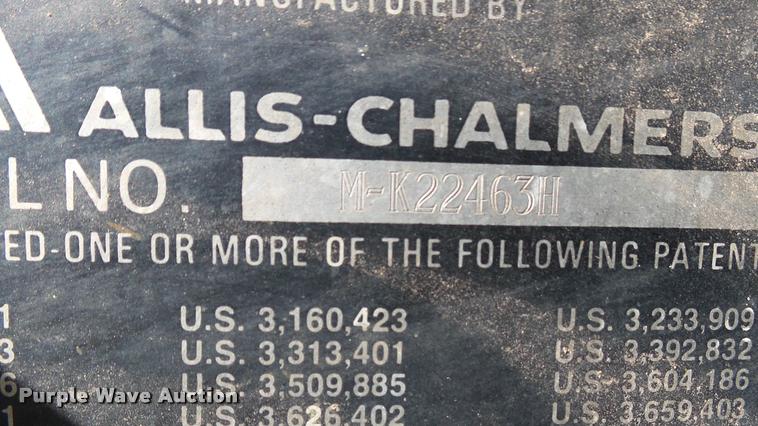 MANUFACTURED BY
ALLIS-CHALMERS
L NO. M-K22463H
ED-ONE OR MORE OF THE FOLLOWING PATENT
1 U.S. 3,160,423 U.S. 3,233,909
3 U.S. 3,313,401 U.S. 3,392,832
6 U.S. 3,509,885 U.S. 3,604,186
1 U.S. 3,626,402 U.S. 3,659,403
Purple Wave Auction